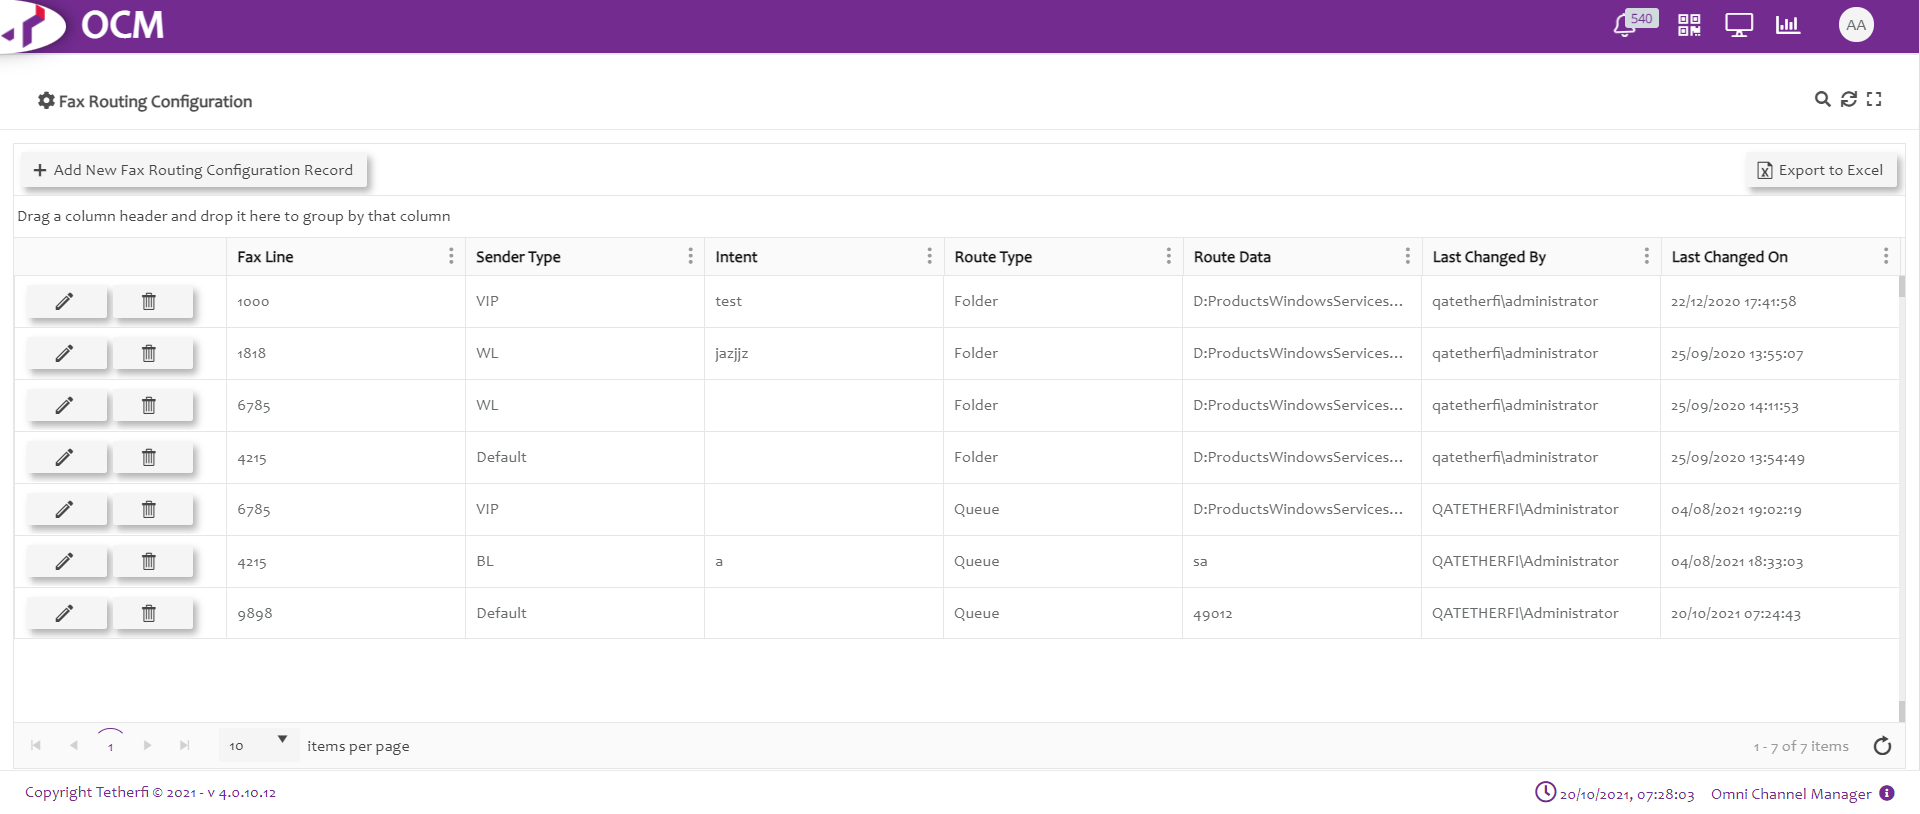 OCM
540
AA
Fax Routing Configuration
+ Add New Fax Routing Configuration Record
Export to Excel
Drag a column header and drop it here to group by that column
Fax Line Sender Type Intent Route Type Route Data Last Changed By Last Changed On
1000 VIP test Folder D:ProductsWindowsServices... qatetherfi\administrator 22/12/2020 17:41:58
1818 WL jazjjz Folder D:ProductsWindowsServices... qatetherfi\administrator 25/09/2020 13:55:07
6785 WL Folder D:ProductsWindowsServices... qatetherfi\administrator 25/09/2020 14:11:53
4215 Default Folder D:ProductsWindowsServices... qatetherfi\administrator 25/09/2020 13:54:49
6785 VIP Queue D:ProductsWindowsServices... QATETHERFI\Administrator 04/08/2021 19:02:19
4215 BL a Queue sa QATETHERFI\Administrator 04/08/2021 18:33:03
9898 Default Queue 49012 QATETHERFI\Administrator 20/10/2021 07:24:43
1 10 items per page 1 - 7 of 7 items
Copyright Tetherfi © 2021 - v 4.0.10.12 20/10/2021, 07:28:03 Omni Channel Manager